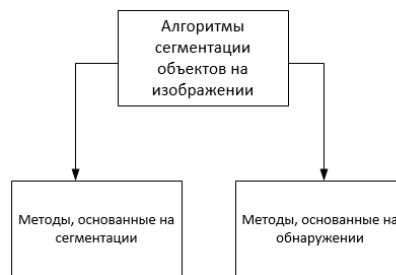 Алгоритмы
сегментации
объектов на
изображении
Методы, основанные на
сегментации
Методы, основанные на
обнаружении